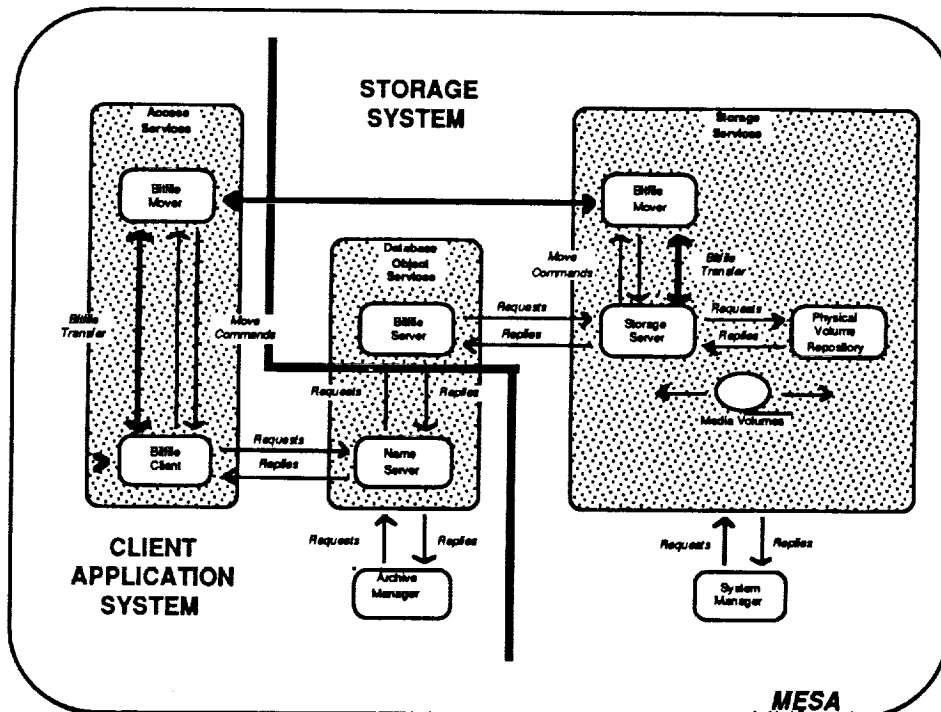 STORAGE
SYSTEM
Access
Services
Bitfile
Mover
Bitfile
Transfer
Move
Commands
Bitfile
Client
CLIENT
APPLICATION
SYSTEM
Database
Object
Services
Bitfile
Server
Requests
Replies
Requests
Replies
Name
Server
Requests
Replies
Archive
Manager
Requests
Replies
Storage
Services
Bitfile
Mover
Move
Commands
Bitfile
Transfer
Storage
Server
Requests
Replies
Physical
Volume
Repository
Media Volumes
Requests
Replies
System
Manager
MESA